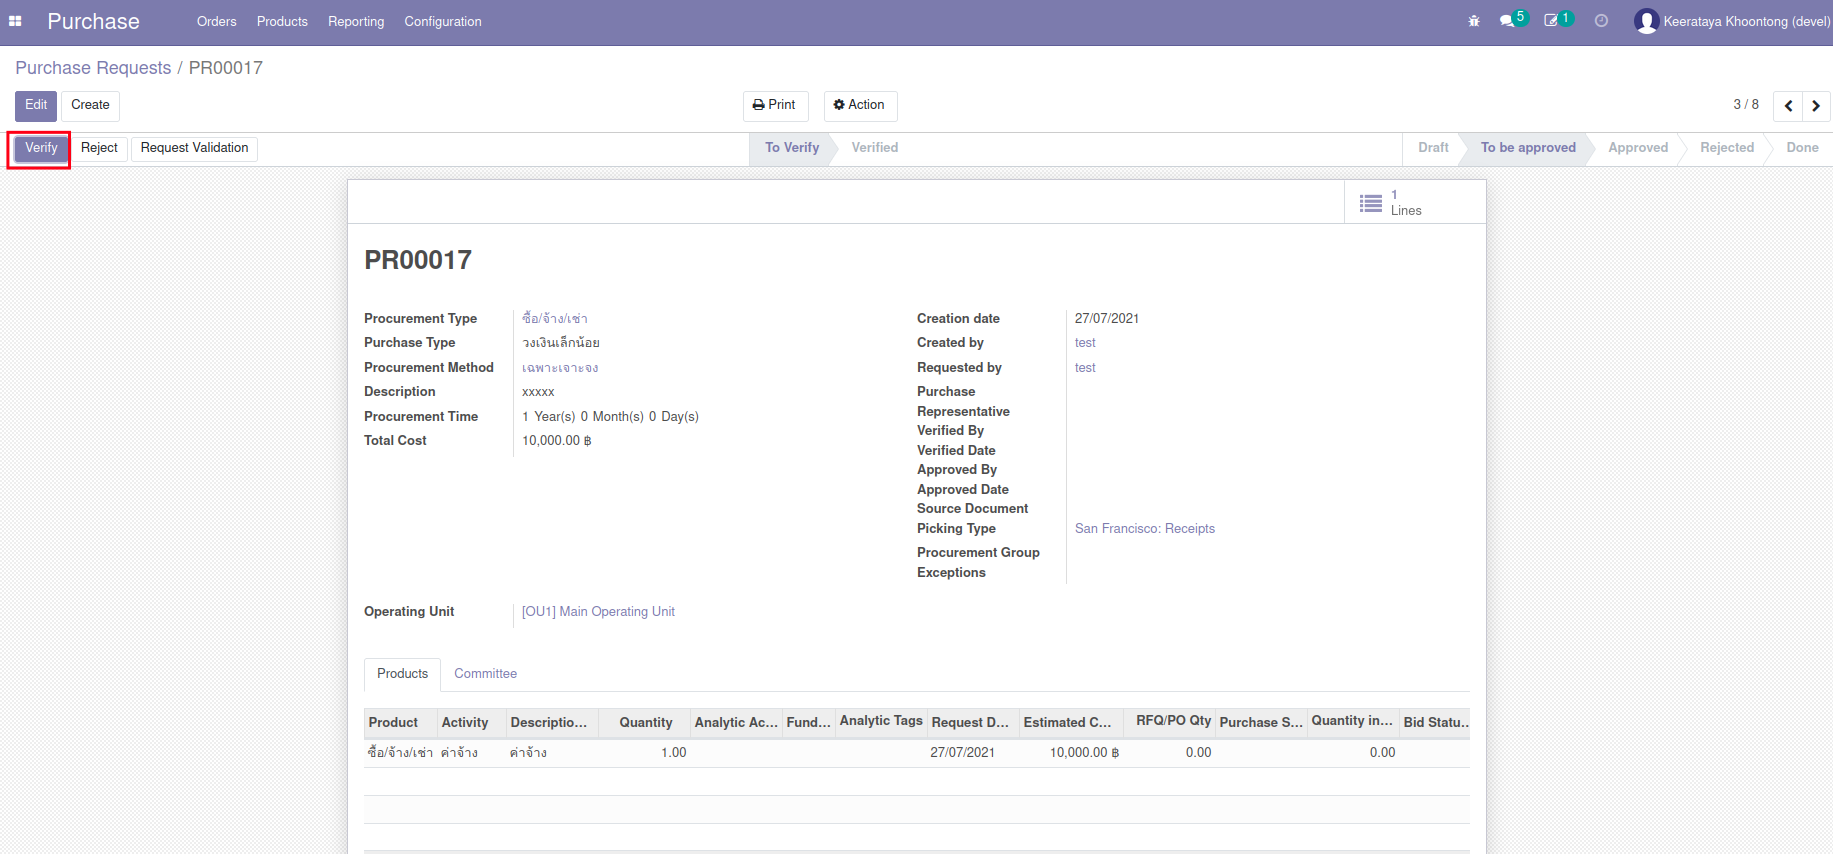 Purchase Orders Products Reporting Configuration 5 1 Keerataya Khoontong (devel)
Purchase Requests / PR00017
Edit Create Print Action 3 / 8
Verify Reject Request Validation To Verify Verified Draft To be approved Approved Rejected Done
1
Lines
PR00017
Procurement Type ซื้อ/จ้าง/เช่า
Purchase Type วงเงินเล็กน้อย
Procurement Method เฉพาะเจาะจง
Description xxxxx
Procurement Time 1 Year(s) 0 Month(s) 0 Day(s)
Total Cost 10,000.00 ฿
Creation date 27/07/2021
Created by test
Requested by test
Purchase
Representative
Verified By
Verified Date
Approved By
Approved Date
Source Document
Picking Type San Francisco: Receipts
Procurement Group
Exceptions
Operating Unit [OU1] Main Operating Unit
Products Committee
Product Activity Descriptio... Quantity Analytic Ac... Fund... Analytic Tags Request D... Estimated C... RFQ/PO Qty Purchase S... Quantity in... Bid Statu...
ซื้อ/จ้าง/เช่า ค่าจ้าง ค่าจ้าง 1.00 27/07/2021 10,000.00 ฿ 0.00 0.00